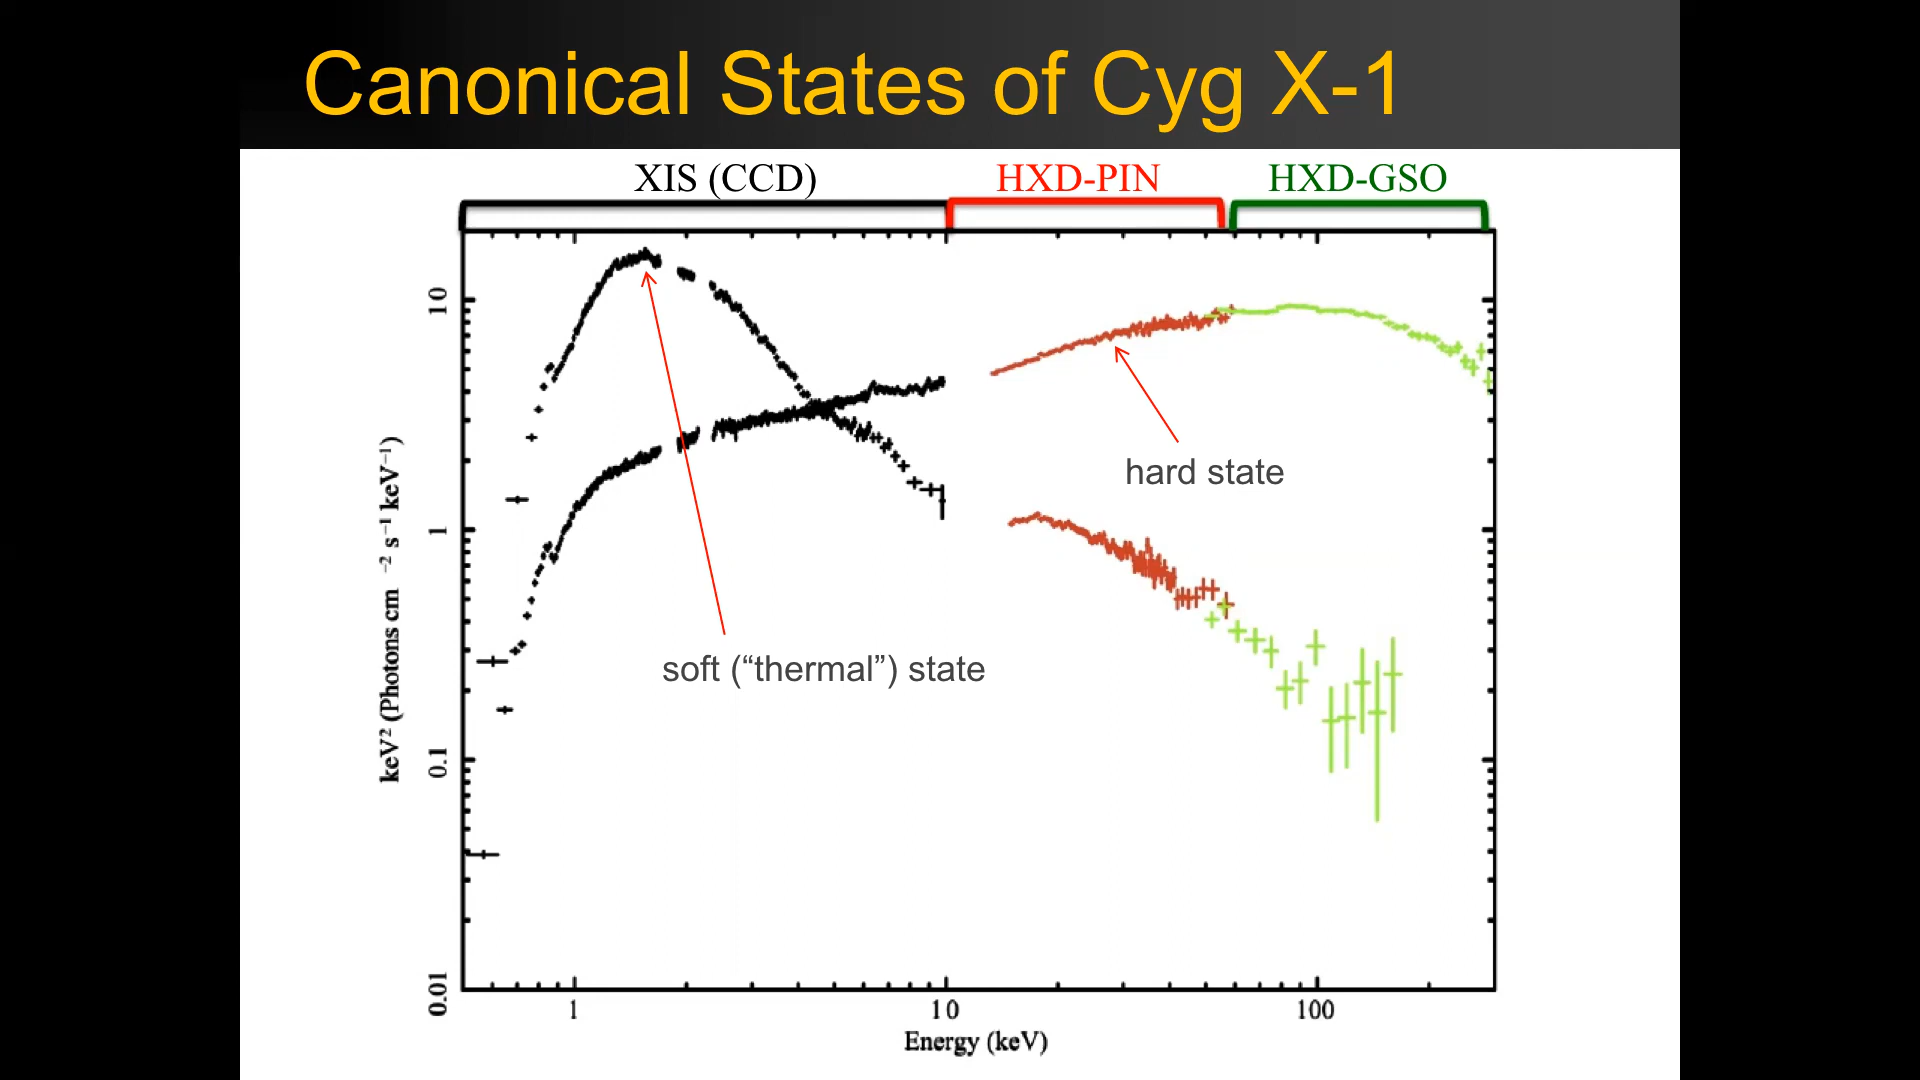 Canonical States of Cyg X-1
XIS (CCD)
HXD-PIN
HXD-GSO
10
1
0.1
0.01
keV² (Photons cm ⁻² s⁻¹ keV⁻¹)
hard state
soft (“thermal”) state
1
10
100
Energy (keV)